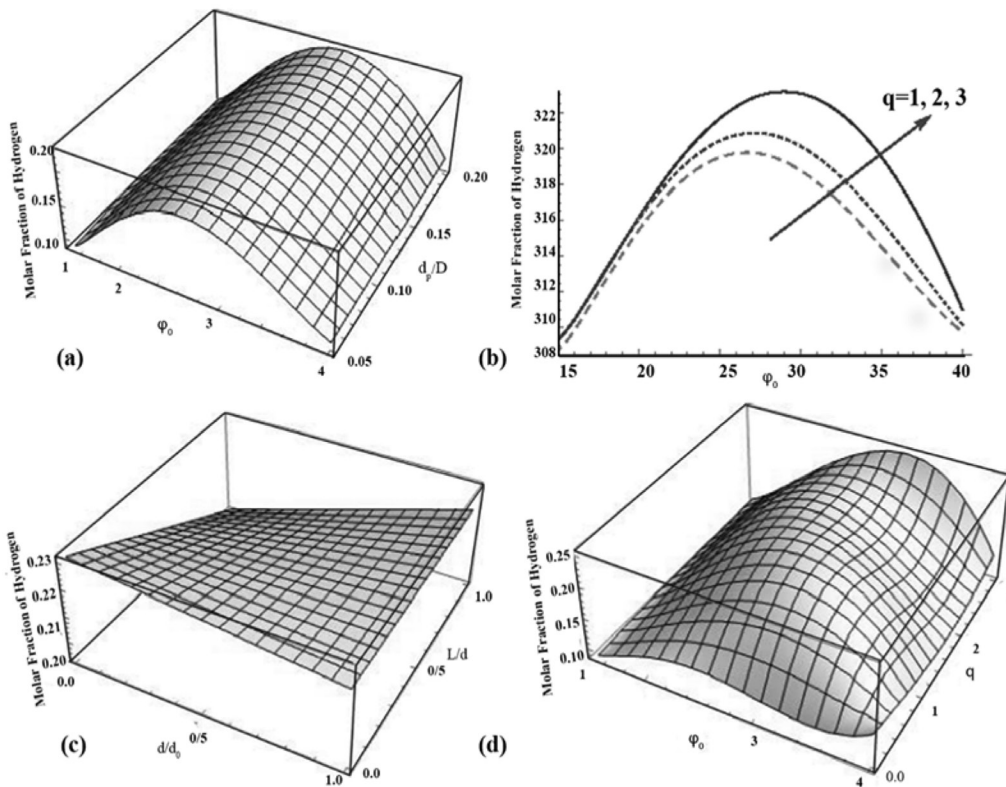 Molar Fraction of Hydrogen
0.20
0.15
0.10
1
2
3
4
φ₀
0.05
0.10
0.15
0.20
dₚ/D
(a)
Molar Fraction of Hydrogen
322
320
318
316
314
312
310
308
15
20
25
30
35
40
φ₀
q=1, 2, 3
(b)
Molar Fraction of Hydrogen
0.23
0.22
0.21
0.20
0.0
0/5
1.0
d/d₀
0.0
0/5
1.0
L/d
(c)
Molar Fraction of Hydrogen
0.25
0.20
0.15
0.10
1
3
4
φ₀
0.0
1
2
q
(d)